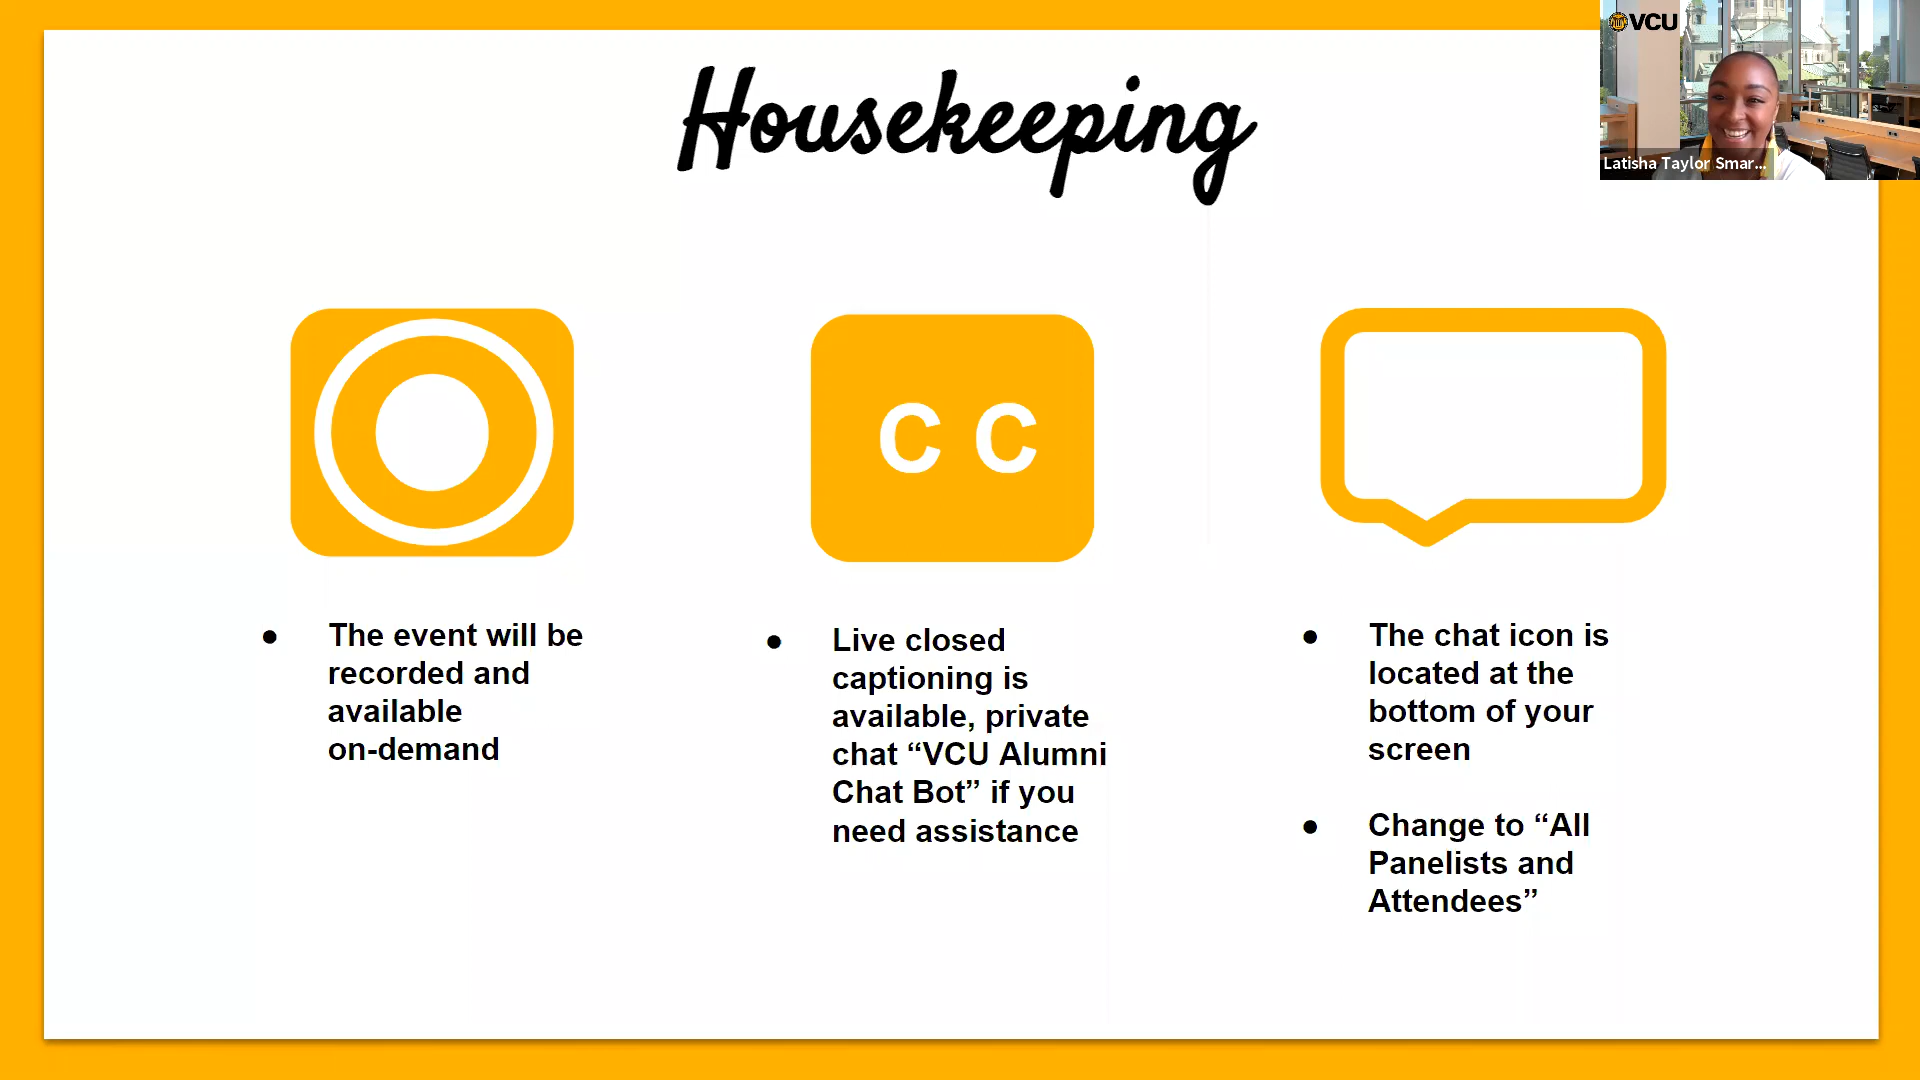 Housekeeping
VCU
Latisha Taylor Smar...
C C
● The event will be
recorded and
available
on-demand
● Live closed
captioning is
available, private
chat “VCU Alumni
Chat Bot” if you
need assistance
● The chat icon is
located at the
bottom of your
screen
● Change to “All
Panelists and
Attendees”